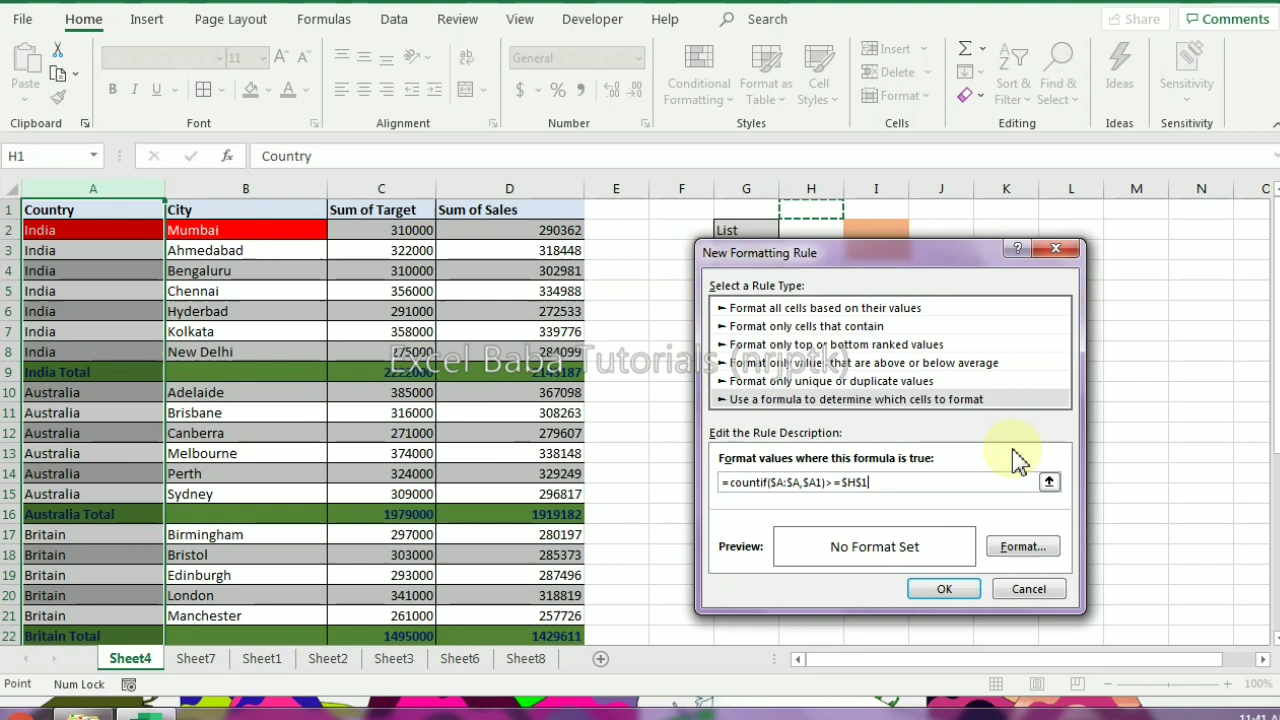 File Home Insert Page Layout Formulas Data Review View Developer Help Search Share Comments
11 General Insert
Paste Conditional Format as Cell Delete Sort & Find & Ideas Sensitivity
B I U A $ % Formatting Table Styles Format Filter Select
Clipboard Font Alignment Number Styles Cells Editing Ideas Sensitivity
H1 fx Country
A B C D E F G H I J K L M N
1 Country City Sum of Target Sum of Sales
2 India Mumbai 310000 290362 List
3 India Ahmedabad 322000 318448
4 India Bengaluru 310000 302981
5 India Chennai 356000 334988
6 India Hyderbad 291000 272533
7 India Kolkata 358000 339776
8 India New Delhi 275000 284099
9 India Total 2222000 2143187
10 Australia Adelaide 385000 367098
11 Australia Brisbane 316000 308263
12 Australia Canberra 271000 279607
13 Australia Melbourne 374000 338148
14 Australia Perth 324000 329249
15 Australia Sydney 309000 296817
16 Australia Total 1979000 1919182
17 Britain Birmingham 297000 280197
18 Britain Bristol 303000 285373
19 Britain Edinburgh 293000 287496
20 Britain London 341000 318819
21 Britain Manchester 261000 257726
22 Britain Total 1495000 1429611
New Formatting Rule
Select a Rule Type:
► Format all cells based on their values
► Format only cells that contain
► Format only top or bottom ranked values
► Format only values that are above or below average
► Format only unique or duplicate values
► Use a formula to determine which cells to format
Edit the Rule Description:
Format values where this formula is true:
=countif($A:$A,$A1)>=$H$1
Preview: No Format Set Format...
OK Cancel
Excel Baba Tutorials (nrjptk)
Sheet4 Sheet7 Sheet1 Sheet2 Sheet3 Sheet6 Sheet8
Point Num Lock 100%